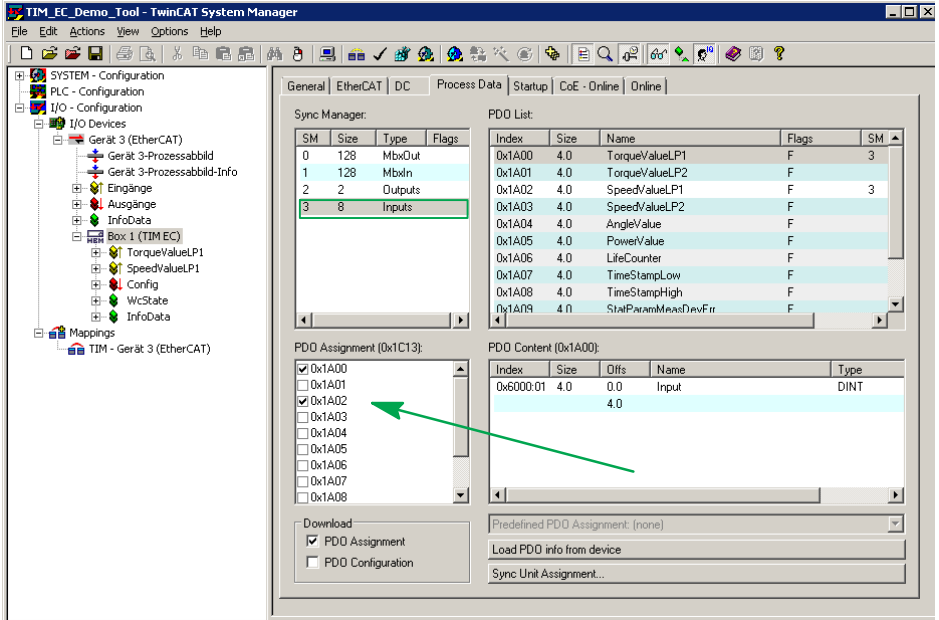 TIM_EC_Demo_Tool - TwinCAT System Manager
File Edit Actions View Options Help
SYSTEM - Configuration
PLC - Configuration
I/O - Configuration
I/O Devices
Gerät 3 (EtherCAT)
Gerät 3-Prozessabbild
Gerät 3-Prozessabbild-Info
Eingänge
Ausgänge
InfoData
HBM Box 1 (TIM EC)
TorqueValueLP1
SpeedValueLP1
Config
WcState
InfoData
Mappings
TIM - Gerät 3 (EtherCAT)
General EtherCAT DC Process Data Startup CoE - Online Online
Sync Manager:
SM Size Type Flags
0 128 MbxOut
1 128 MbxIn
2 2 Outputs
3 8 Inputs
PDO List:
Index Size Name Flags SM
0x1A00 4.0 TorqueValueLP1 F 3
0x1A01 4.0 TorqueValueLP2 F
0x1A02 4.0 SpeedValueLP1 F 3
0x1A03 4.0 SpeedValueLP2 F
0x1A04 4.0 AngleValue F
0x1A05 4.0 PowerValue F
0x1A06 4.0 LifeCounter F
0x1A07 4.0 TimeStampLow F
0x1A08 4.0 TimeStampHigh F
0x1A09 4.0 StatParamMeasDevErr F
PDO Assignment (0x1C13):
0x1A00
0x1A01
0x1A02
0x1A03
0x1A04
0x1A05
0x1A06
0x1A07
0x1A08
PDO Content (0x1A00):
Index Size Offs Name Type
0x6000:01 4.0 0.0 Input DINT
4.0
Download
PDO Assignment
PDO Configuration
Predefined PDO Assignment: (none)
Load PDO info from device
Sync Unit Assignment...